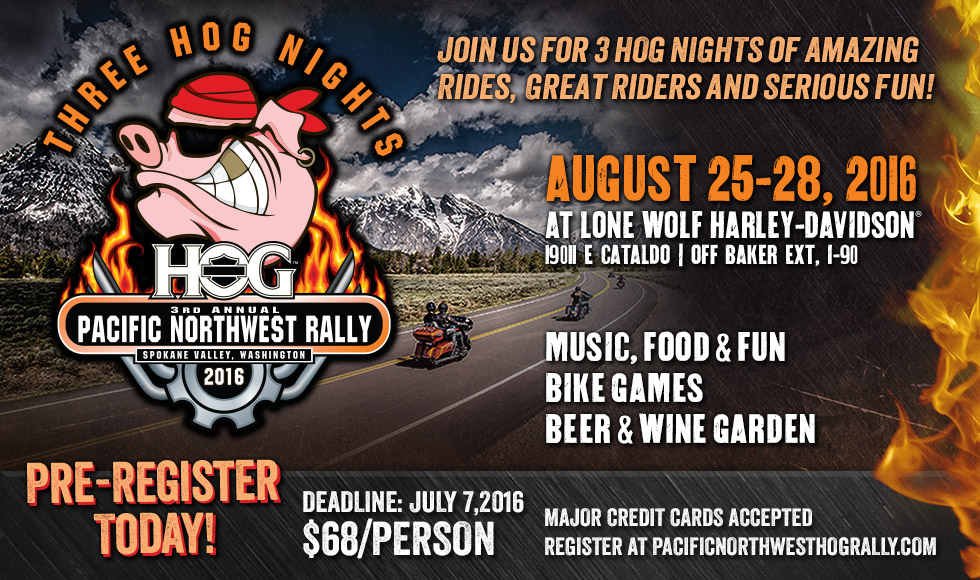 THREE HOG NIGHTS
HOG™
3RD ANNUAL
PACIFIC NORTHWEST RALLY
SPOKANE VALLEY, WASHINGTON
2016
JOIN US FOR 3 HOG NIGHTS OF AMAZING
RIDES, GREAT RIDERS AND SERIOUS FUN!
AUGUST 25-28, 2016
AT LONE WOLF HARLEY-DAVIDSON®
19011 E CATALDO | OFF BAKER EXT, I-90
MUSIC, FOOD & FUN
BIKE GAMES
BEER & WINE GARDEN
PRE-REGISTER
TODAY!
DEADLINE: JULY 7,2016
$68/PERSON
MAJOR CREDIT CARDS ACCEPTED
REGISTER AT PACIFICNORTHWESTHOGRALLY.COM